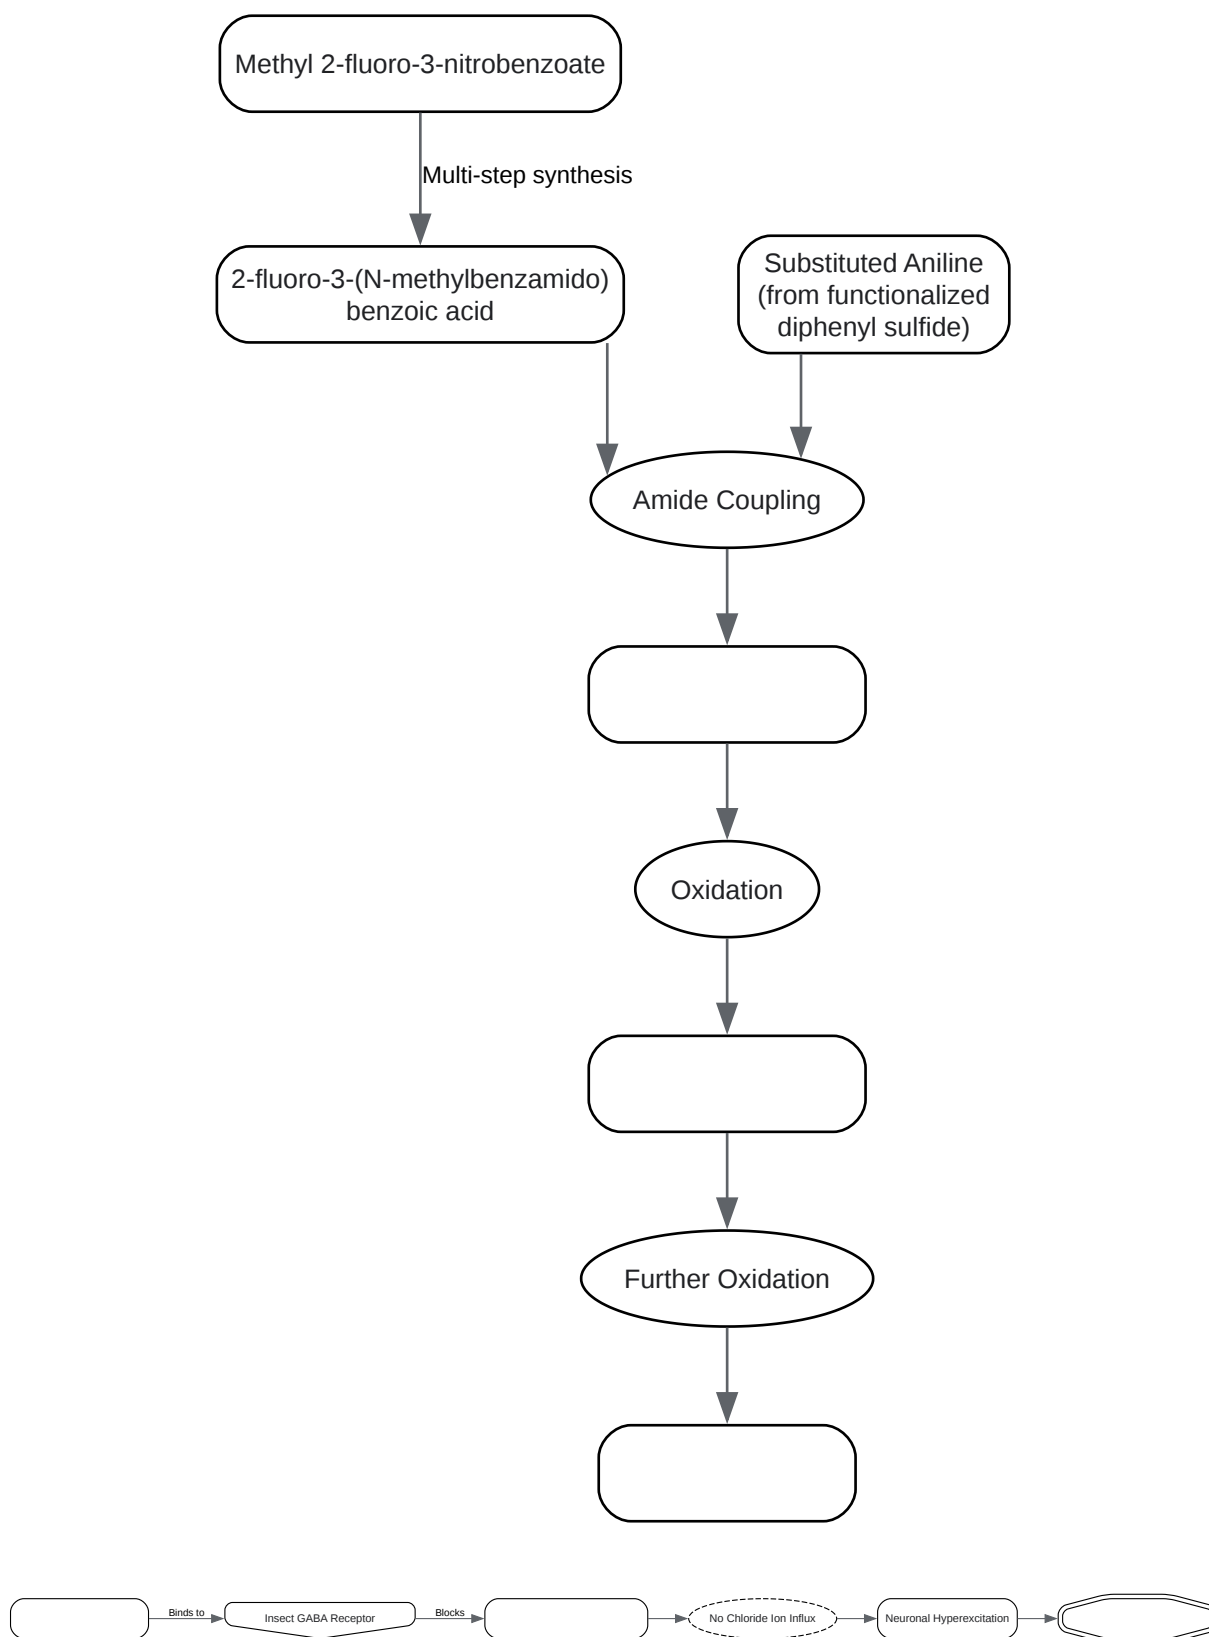 Methyl 2-fluoro-3-nitrobenzoate
Multi-step synthesis
2-fluoro-3-(N-methylbenzamido)
benzoic acid
Substituted Aniline
(from functionalized
diphenyl sulfide)
Amide Coupling
Oxidation
Further Oxidation
Binds to
Insect GABA Receptor
Blocks
No Chloride Ion Influx
Neuronal Hyperexcitation